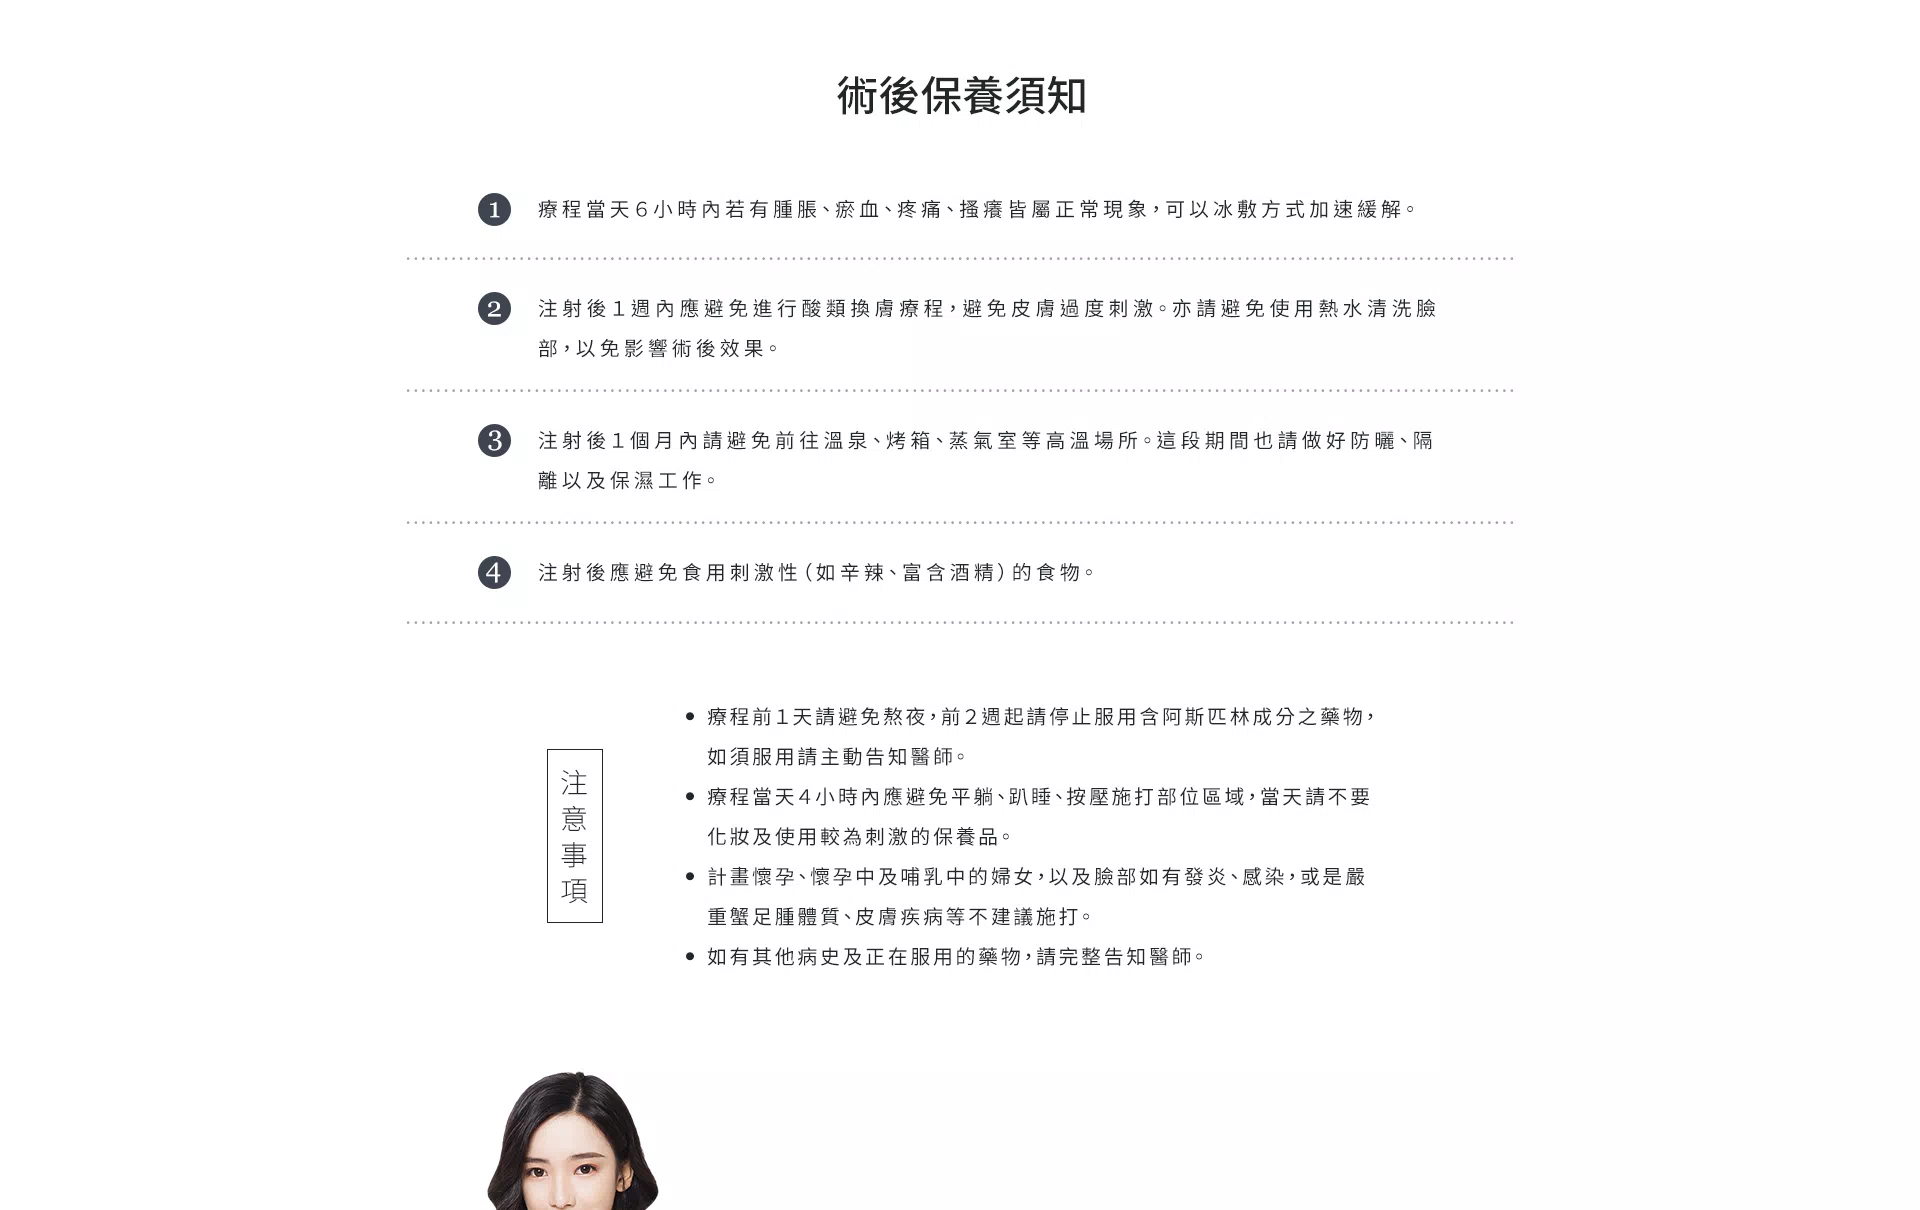 術後保養須知
1 療程當天6小時內若有腫脹、瘀血、疼痛、搔癢皆屬正常現象，可以冰敷方式加速緩解。
2 注射後1週內應避免進行酸類換膚療程，避免皮膚過度刺激。亦請避免使用熱水清洗臉
部，以免影響術後效果。
3 注射後1個月內請避免前往溫泉、烤箱、蒸氣室等高溫場所。這段期間也請做好防曬、隔
離以及保濕工作。
4 注射後應避免食用刺激性（如辛辣、富含酒精）的食物。
注意事項
• 療程前1天請避免熬夜，前2週起請停止服用含阿斯匹林成分之藥物，
如須服用請主動告知醫師。
• 療程當天4小時內應避免平躺、趴睡、按壓施打部位區域，當天請不要
化妝及使用較為刺激的保養品。
• 計畫懷孕、懷孕中及哺乳中的婦女，以及臉部如有發炎、感染，或是嚴
重蟹足腫體質、皮膚疾病等不建議施打。
• 如有其他病史及正在服用的藥物，請完整告知醫師。